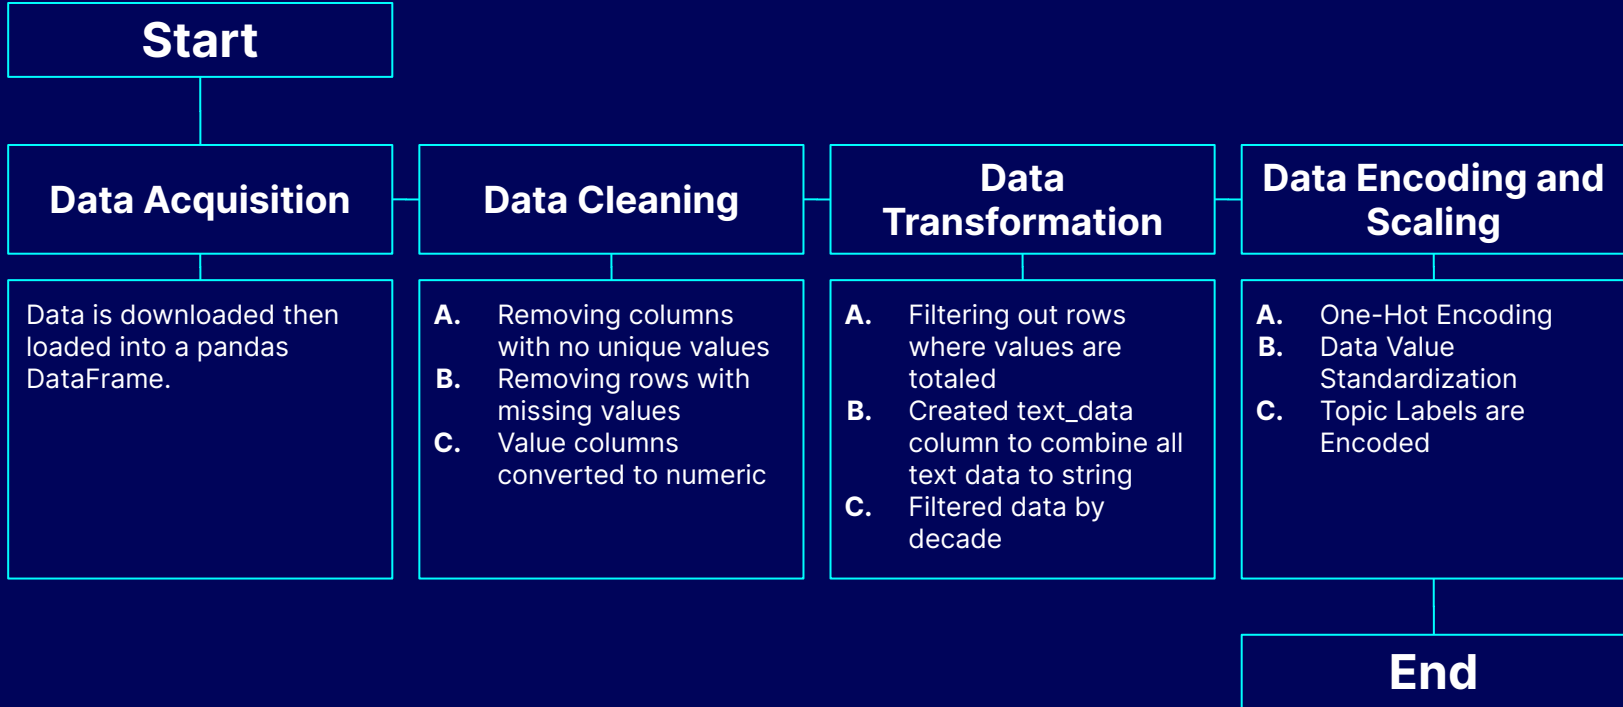 Start
Data Acquisition
Data is downloaded then
loaded into a pandas
DataFrame.
Data Cleaning
A. Removing columns
with no unique values
B. Removing rows with
missing values
C. Value columns
converted to numeric
Data
Transformation
A. Filtering out rows
where values are
totaled
B. Created text_data
column to combine all
text data to string
C. Filtered data by
decade
Data Encoding and
Scaling
A. One-Hot Encoding
B. Data Value
Standardization
C. Topic Labels are
Encoded
End